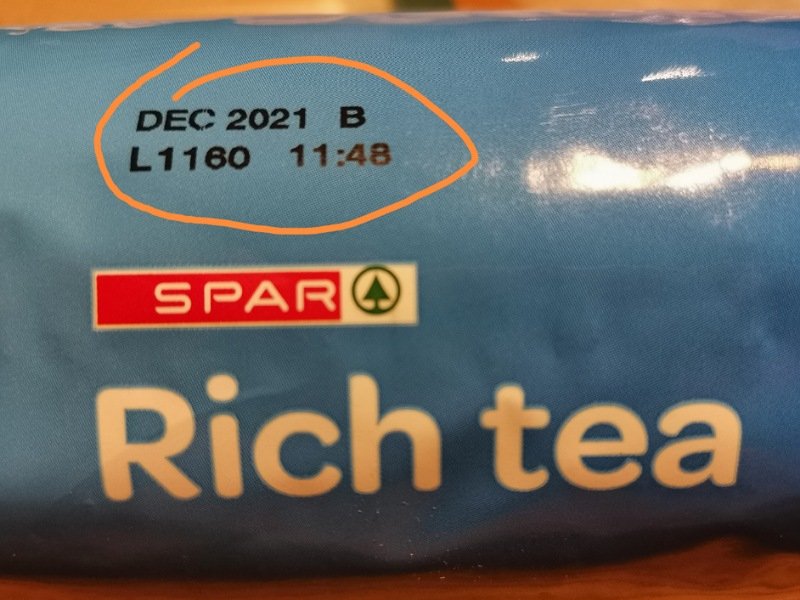 DEC 2021 B
L1160 11:48
SPAR
Rich tea